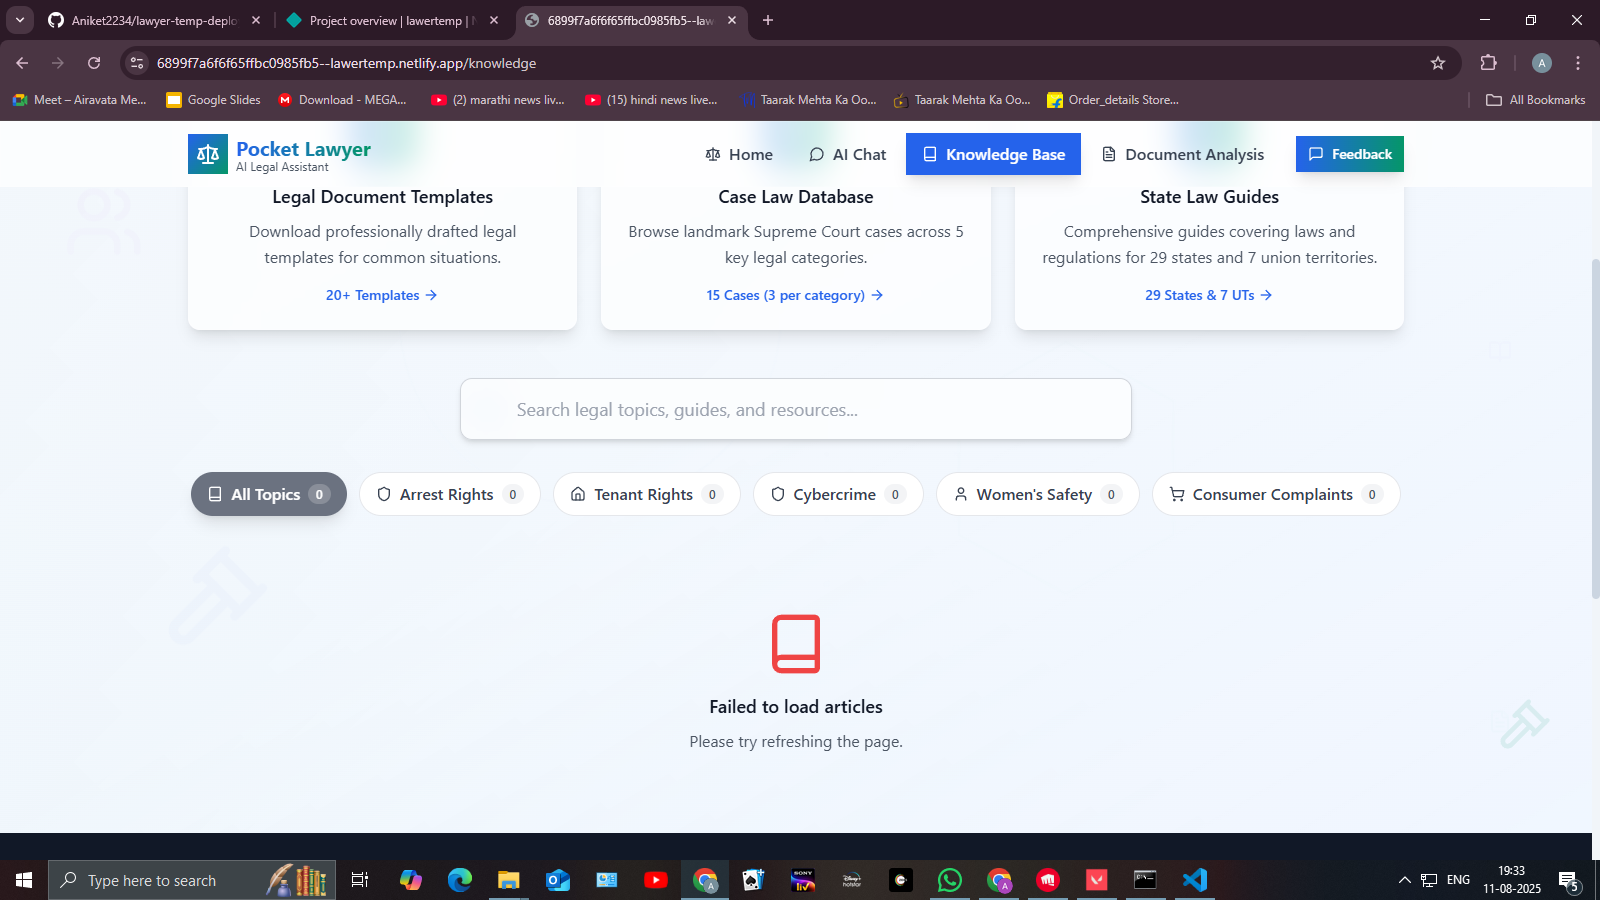 Aniket2234/lawyer-temp-deplo
Project overview | lawertemp | N
6899f7a6f6f65ffbc0985fb5--law
6899f7a6f6f65ffbc0985fb5--lawertemp.netlify.app/knowledge
A
Meet – Airavata Me...
Google Slides
Download - MEGA...
(2) marathi news liv...
(15) hindi news live...
Taarak Mehta Ka Oo...
Taarak Mehta Ka Oo...
Order_details Store...
All Bookmarks
Pocket Lawyer
AI Legal Assistant
Home
AI Chat
Knowledge Base
Document Analysis
Feedback
Legal Document Templates
Download professionally drafted legal
templates for common situations.
20+ Templates →
Case Law Database
Browse landmark Supreme Court cases across 5
key legal categories.
15 Cases (3 per category) →
State Law Guides
Comprehensive guides covering laws and
regulations for 29 states and 7 union territories.
29 States & 7 UTs →
Search legal topics, guides, and resources...
All Topics 0
Arrest Rights 0
Tenant Rights 0
Cybercrime 0
Women's Safety 0
Consumer Complaints 0
Failed to load articles
Please try refreshing the page.
Type here to search
SONY
liv
Disney+
hotstar
ENG
19:33
11-08-2025
5